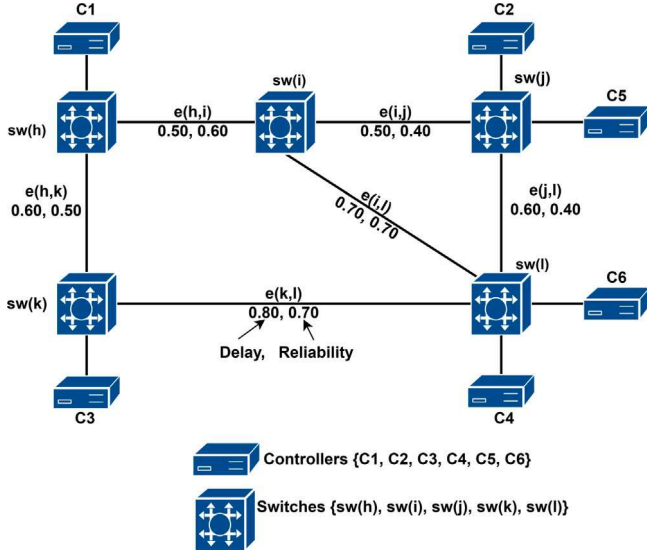 C1
C2
sw(i)
sw(j)
C5
sw(h)
e(h,i)
0.50, 0.60
e(i,j)
0.50, 0.40
e(h,k)
0.60, 0.50
e(i,l)
0.70, 0.70
e(j,l)
0.60, 0.40
sw(l)
C6
sw(k)
e(k,l)
0.80, 0.70
Delay, Reliability
C3
C4
Controllers {C1, C2, C3, C4, C5, C6}
Switches {sw(h), sw(i), sw(j), sw(k), sw(l)}